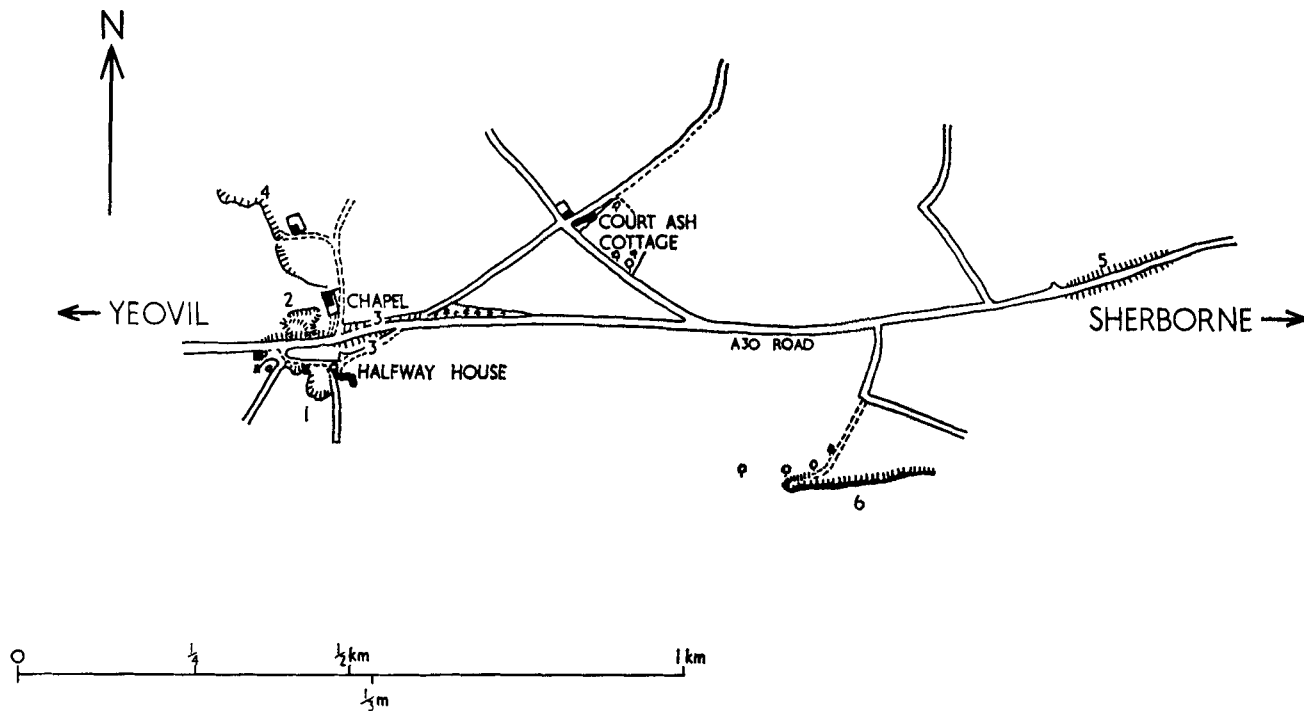 N
4
COURT ASH
COTTAGE
5
2
CHAPEL
3
← YEOVIL
SHERBORNE →
A30 ROAD
3
HALFWAY HOUSE
1
6
0
1/4
1/2 km
1 km
1/3 m